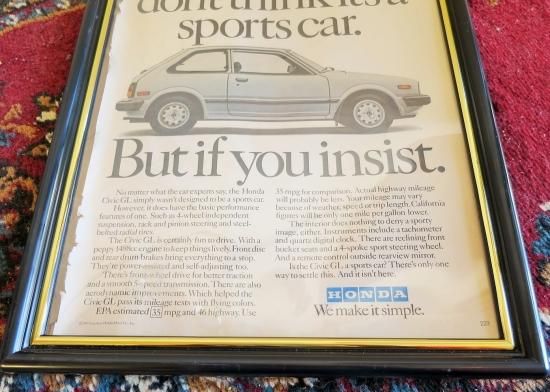 don't think it's a
sports car.
But if you insist.
No matter what the car experts say, the Honda
Civic GL simply wasn't designed to be a sports car.
However, it does have the basic performance
features of one. Such as 4-wheel independent
suspension, rack and pinion steering and steel-
belted radial tires.
The Civic GL is certainly fun to drive. With a
peppy 1488cc engine to keep things lively. Front disc
and rear drum brakes bring everything to a stop.
They're power-assisted and self-adjusting too.
There's front-wheel drive for better traction
and a smooth 5-speed transmission. There are also
aerodynamic improvements. Which helped the
Civic GL pass its mileage tests with flying colors.
EPA estimated 35 mpg and 46 highway. Use
35 mpg for comparison. Actual highway mileage
will probably be less. Your mileage may vary
because of weather, speed or trip length. California
figures will be only one mile per gallon lower.
The interior does nothing to deny a sporty
image, either. Instruments include a tachometer
and quartz digital clock. There are reclining front
bucket seats and a 4-spoke sport steering wheel.
And a remote control outside rearview mirror.
Is the Civic GL a sports car? There's only one
way to settle this. And it isn't here.
HONDA
We make it simple.